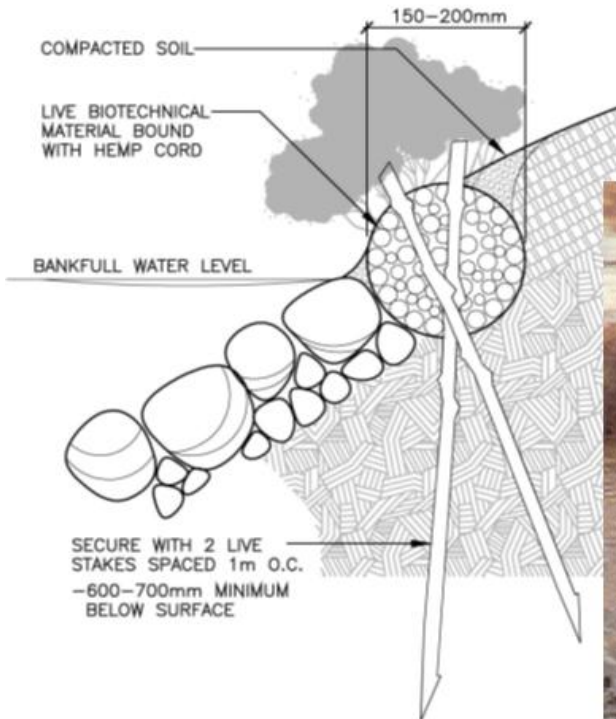 150-200mm
COMPACTED SOIL
LIVE BIOTECHNICAL
MATERIAL BOUND
WITH HEMP CORD
BANKFULL WATER LEVEL
SECURE WITH 2 LIVE
STAKES SPACED 1m O.C.
-600-700mm MINIMUM
BELOW SURFACE